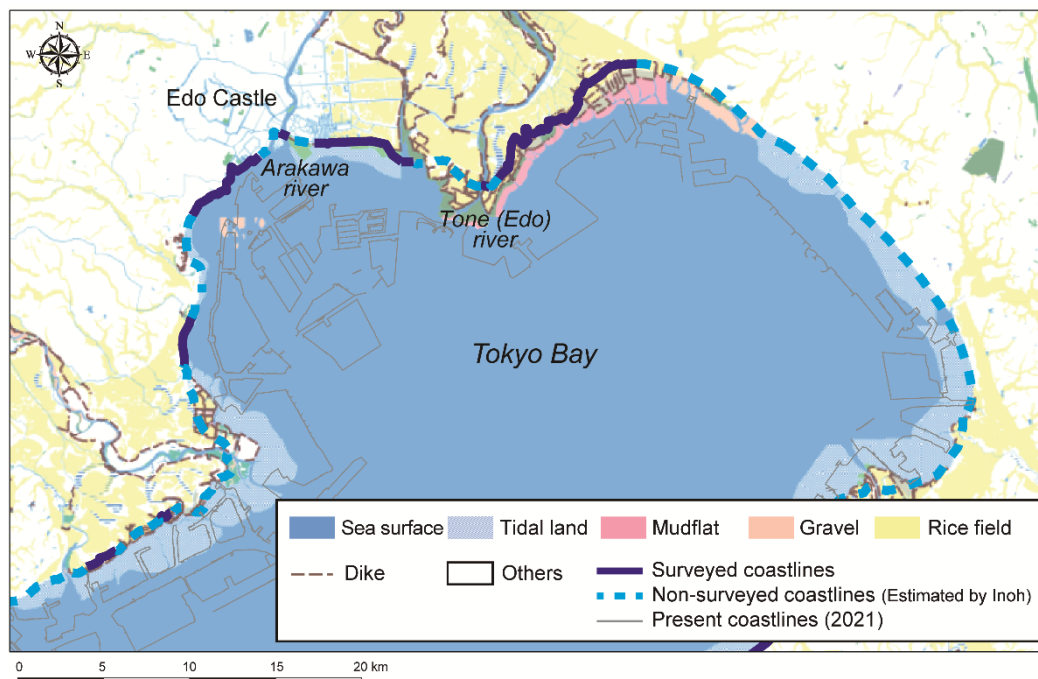 N
W E
S
Edo Castle
Arakawa
river
Tone (Edo)
river
Tokyo Bay
Sea surface
Tidal land
Mudflat
Gravel
Rice field
Dike
Others
Surveyed coastlines
Non-surveyed coastlines (Estimated by Inoh)
Present coastlines (2021)
0 5 10 15 20 km